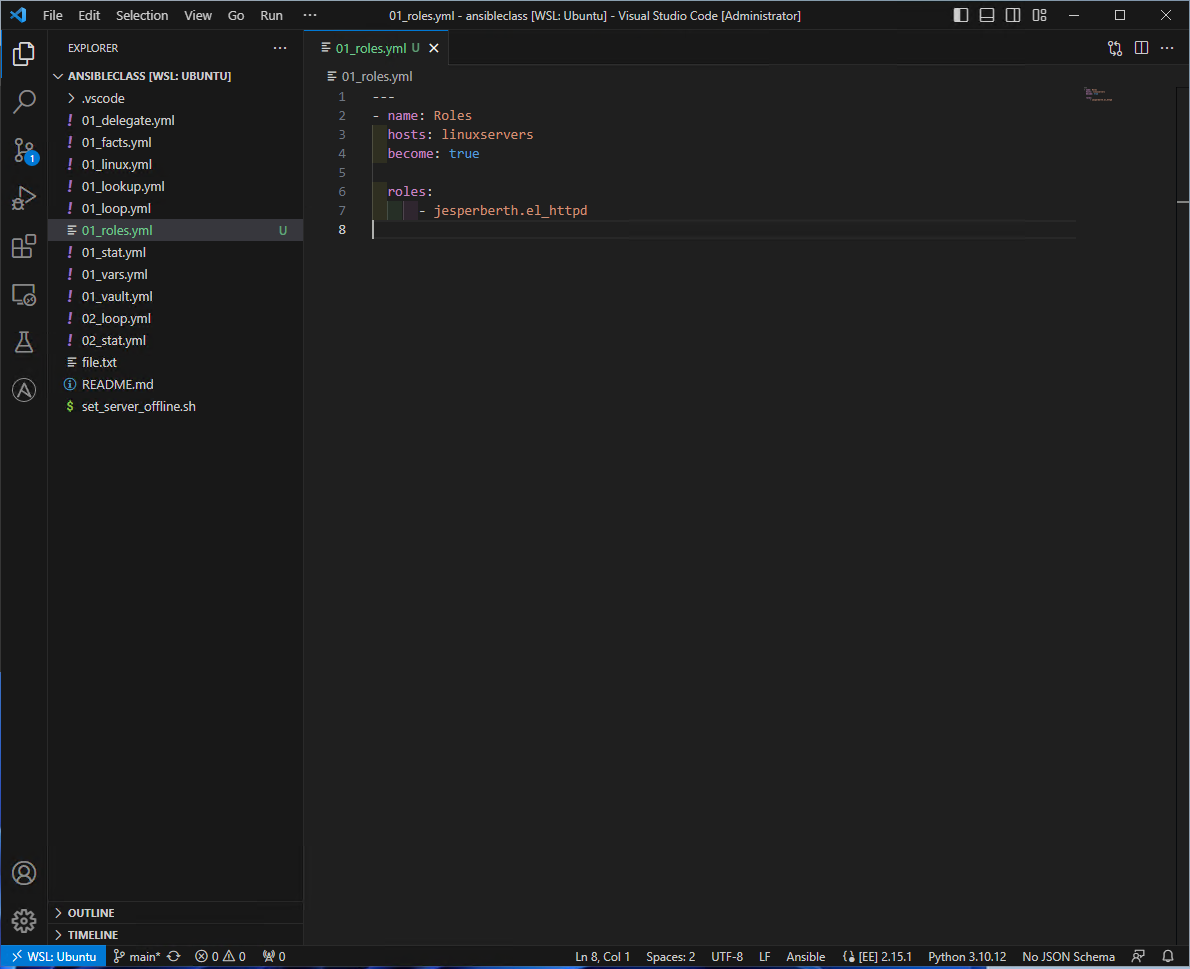 File Edit Selection View Go Run ··· 01_roles.yml - ansibleclass [WSL: Ubuntu] - Visual Studio Code [Administrator]
EXPLORER ···
ANSIBLECLASS [WSL: UBUNTU]
.vscode
! 01_delegate.yml
! 01_facts.yml
! 01_linux.yml
! 01_lookup.yml
! 01_loop.yml
01_roles.yml U
! 01_stat.yml
! 01_vars.yml
! 01_vault.yml
! 02_loop.yml
! 02_stat.yml
file.txt
README.md
$ set_server_offline.sh
1
OUTLINE
TIMELINE
01_roles.yml U
01_roles.yml
1 ---
2 - name: Roles
3 hosts: linuxservers
4 become: true
5
6 roles:
7 - jesperberth.el_httpd
8
WSL: Ubuntu main* 0 0 0 Ln 8, Col 1 Spaces: 2 UTF-8 LF Ansible [EE] 2.15.1 Python 3.10.12 No JSON Schema